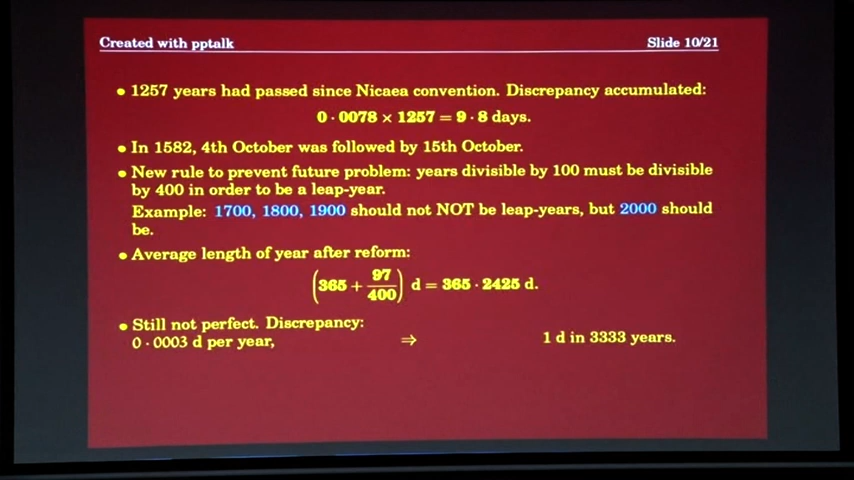 Created with pptalk
Slide 10/21
• 1257 years had passed since Nicaea convention. Discrepancy accumulated:
0 · 0078 × 1257 = 9 · 8 days.
• In 1582, 4th October was followed by 15th October.
• New rule to prevent future problem: years divisible by 100 must be divisible
by 400 in order to be a leap-year.
Example: 1700, 1800, 1900 should not NOT be leap-years, but 2000 should
be.
• Average length of year after reform:
(365 + 97/400) d = 365 · 2425 d.
• Still not perfect. Discrepancy:
0 · 0003 d per year, ⇒ 1 d in 3333 years.